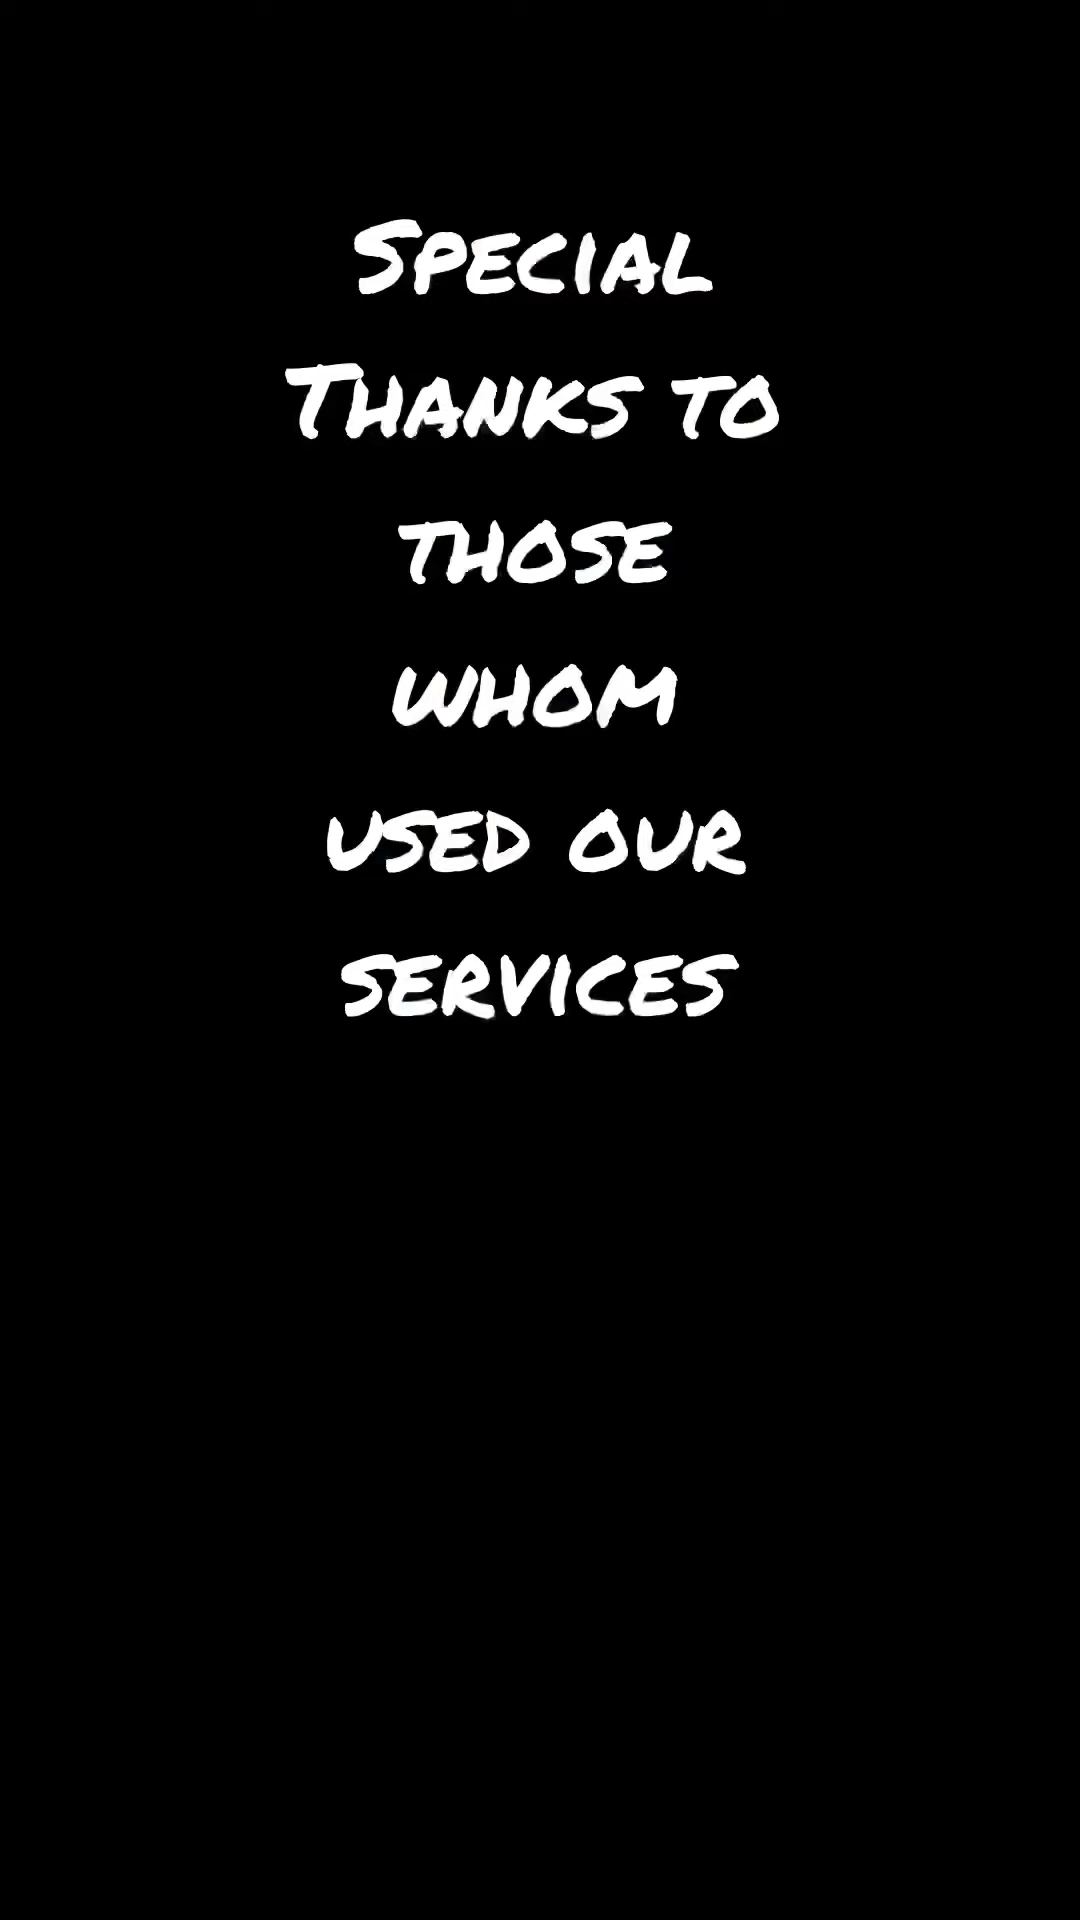 Special
Thanks to
those
whom
used our
services